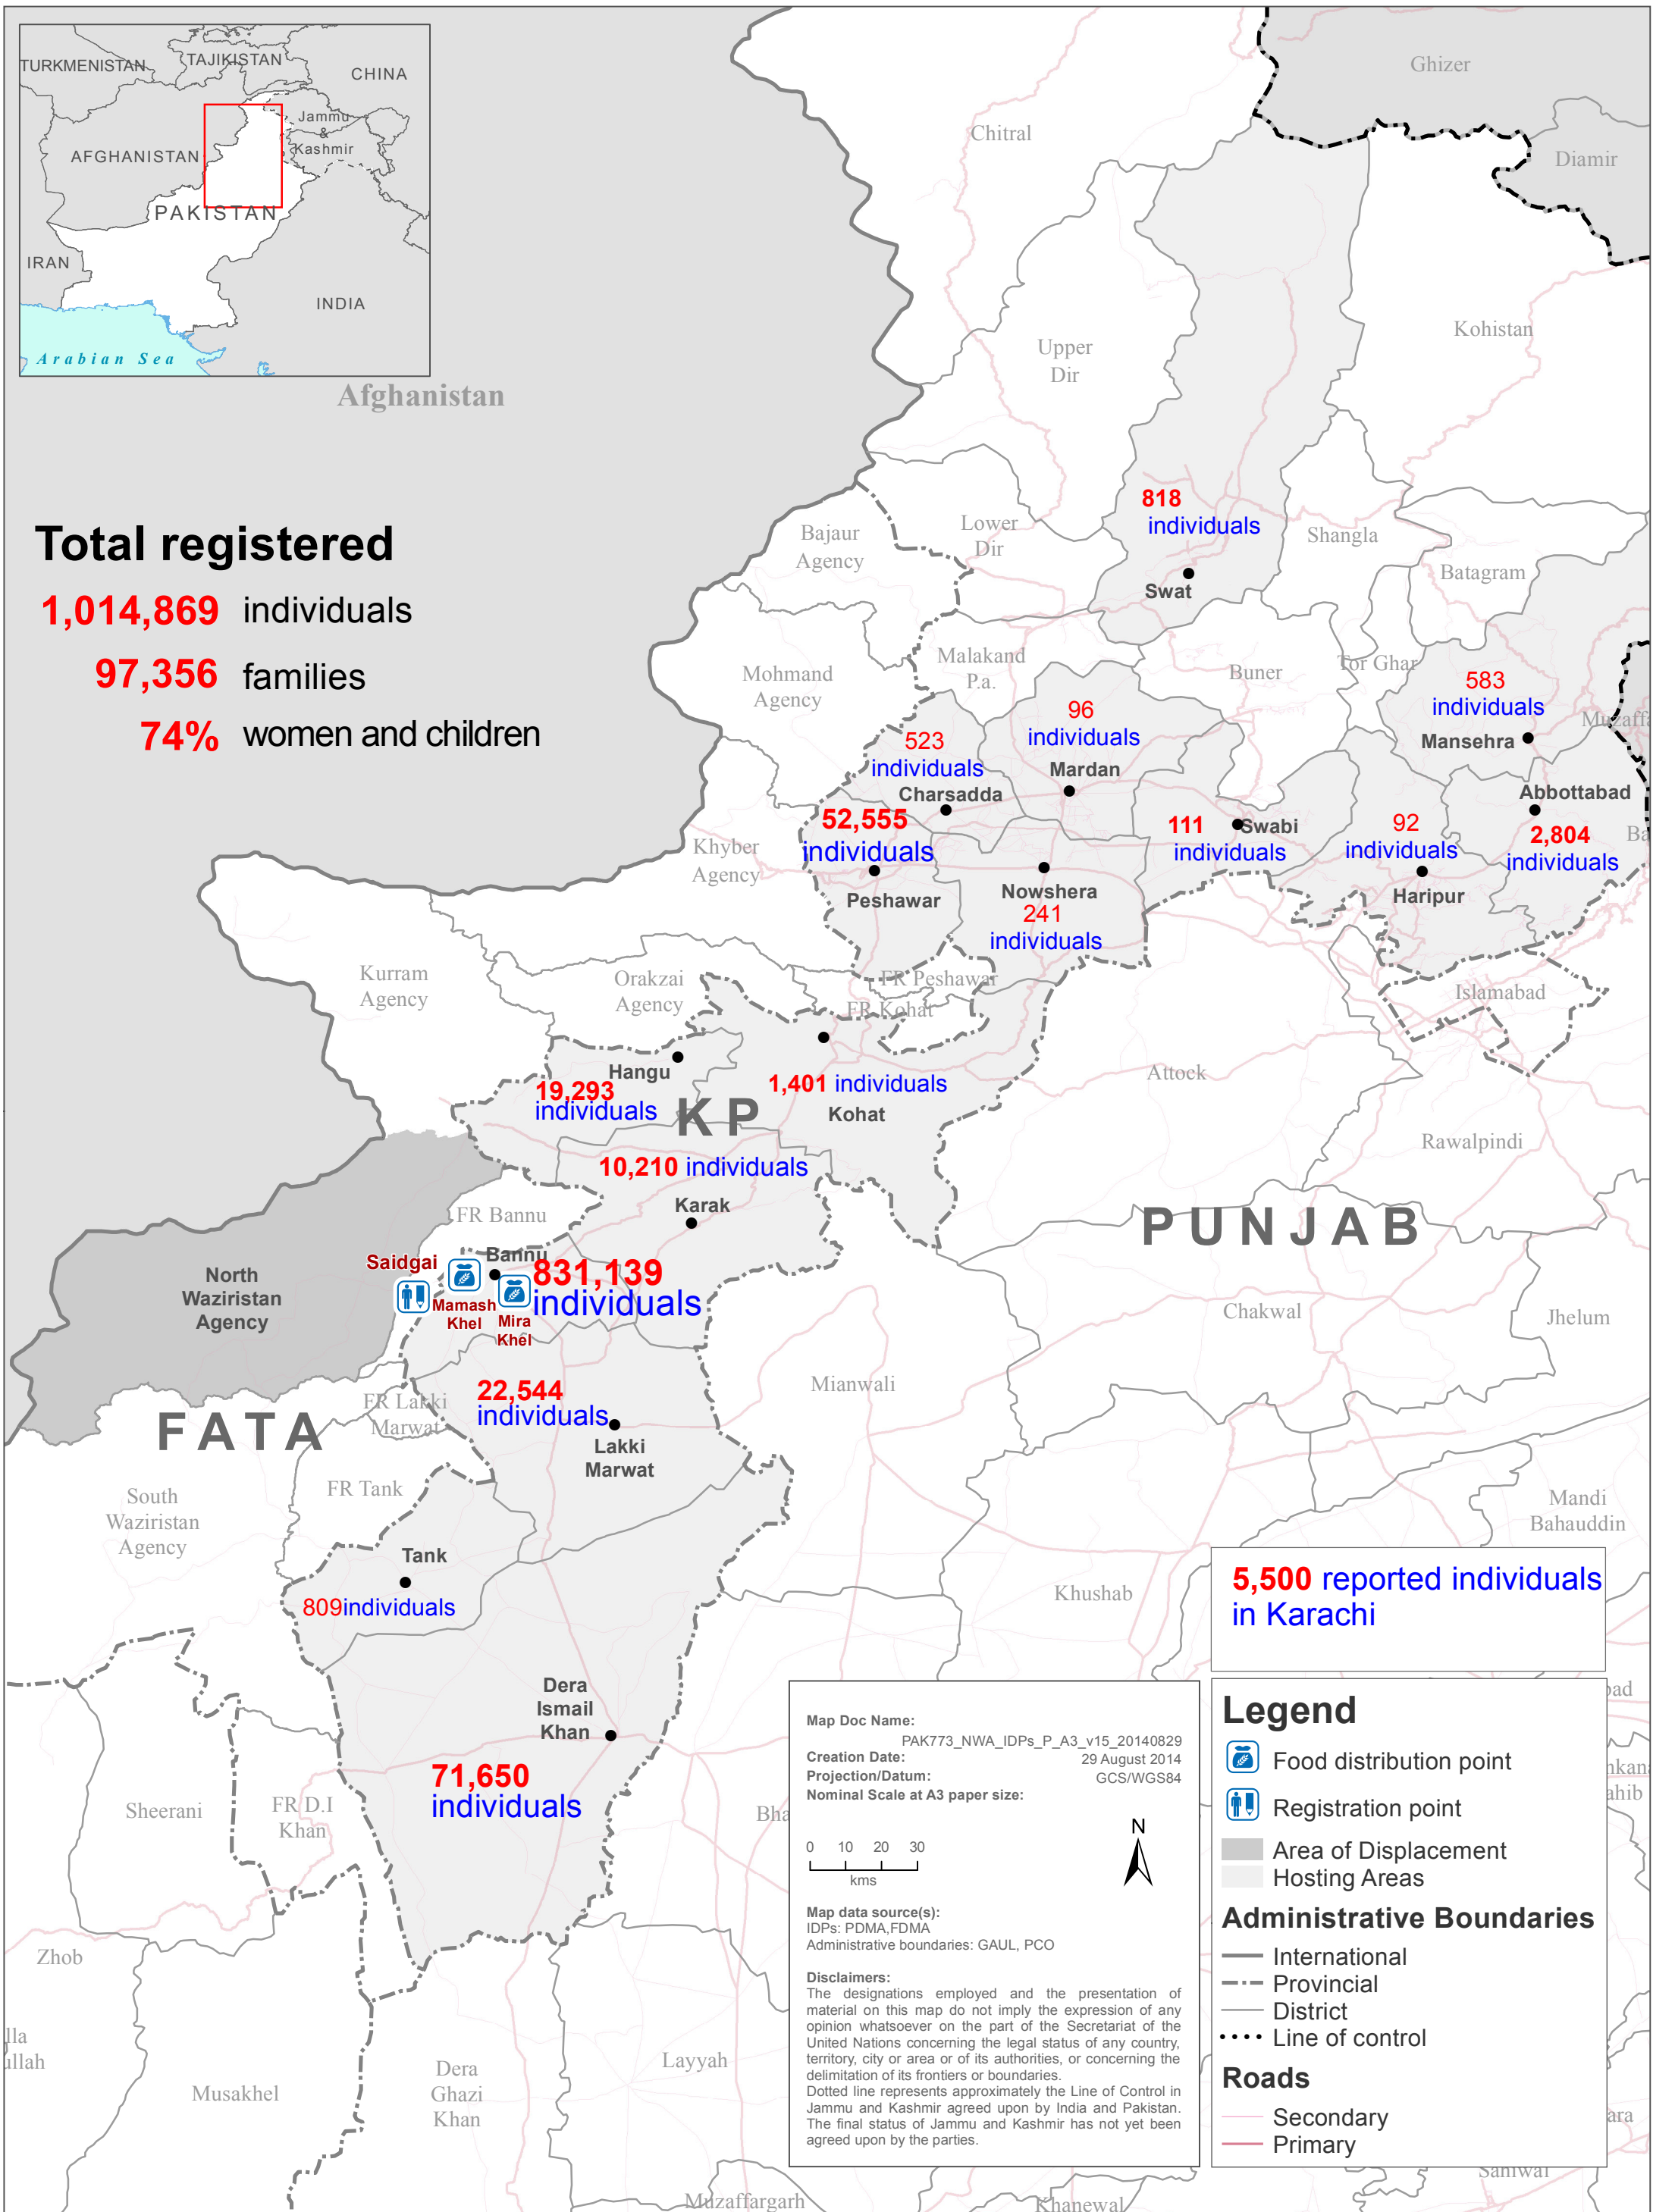 TURKMENISTAN
TAJIKISTAN
CHINA
Jammu
&
Kashmir
AFGHANISTAN
PAKISTAN
IRAN
INDIA
Arabian Sea
Afghanistan
Total registered
1,014,869 individuals
97,356 families
74% women and children
Ghizer
Diamir
Chitral
Kohistan
Upper
Dir
818
individuals
Swat
Lower
Dir
Shangla
Batagram
Bajaur
Agency
Malakand
P.a.
Buner
Tor Ghar
Mohmand
Agency
583
individuals
Mansehra
96
individuals
Mardan
523
individuals
Charsadda
Abbottabad
2,804
individuals
52,555
individuals
Peshawar
111
individuals
Swabi
92
individuals
Haripur
Khyber
Agency
Nowshera
241
individuals
FR Peshawar
FR Kohat
Islamabad
Kurram
Agency
Orakzai
Agency
Hangu
19,293
individuals
1,401 individuals
Kohat
KP
Attock
Rawalpindi
10,210 individuals
Karak
FR Bannu
PUNJAB
North
Waziristan
Agency
Saidgai
Bannu
831,139
individuals
Mamash
Khel
Mira
Khel
Chakwal
Jhelum
Mianwali
FR Lakki
Marwat
22,544
individuals
Lakki
Marwat
FATA
FR Tank
South
Waziristan
Agency
Mandi
Bahauddin
Tank
809individuals
Khushab
5,500 reported individuals
in Karachi
Dera
Ismail
Khan
71,650
individuals
Sheerani
FR D.I
Khan
Bha
Zhob
Musakhel
Dera
Ghazi
Khan
Layyah
Muzaffargarh
Khanewal
Map Doc Name:
PAK773_NWA_IDPs_P_A3_v15_20140829
Creation Date: 29 August 2014
Projection/Datum: GCS/WGS84
Nominal Scale at A3 paper size:
N
0 10 20 30
kms
Map data source(s):
IDPs: PDMA,FDMA
Administrative boundaries: GAUL, PCO
Disclaimers:
The designations employed and the presentation of
material on this map do not imply the expression of any
opinion whatsoever on the part of the Secretariat of the
United Nations concerning the legal status of any country,
territory, city or area or of its authorities, or concerning the
delimitation of its frontiers or boundaries.
Dotted line represents approximately the Line of Control in
Jammu and Kashmir agreed upon by India and Pakistan.
The final status of Jammu and Kashmir has not yet been
agreed upon by the parties.
Legend
Food distribution point
Registration point
Area of Displacement
Hosting Areas
Administrative Boundaries
International
Provincial
District
Line of control
Roads
Secondary
Primary